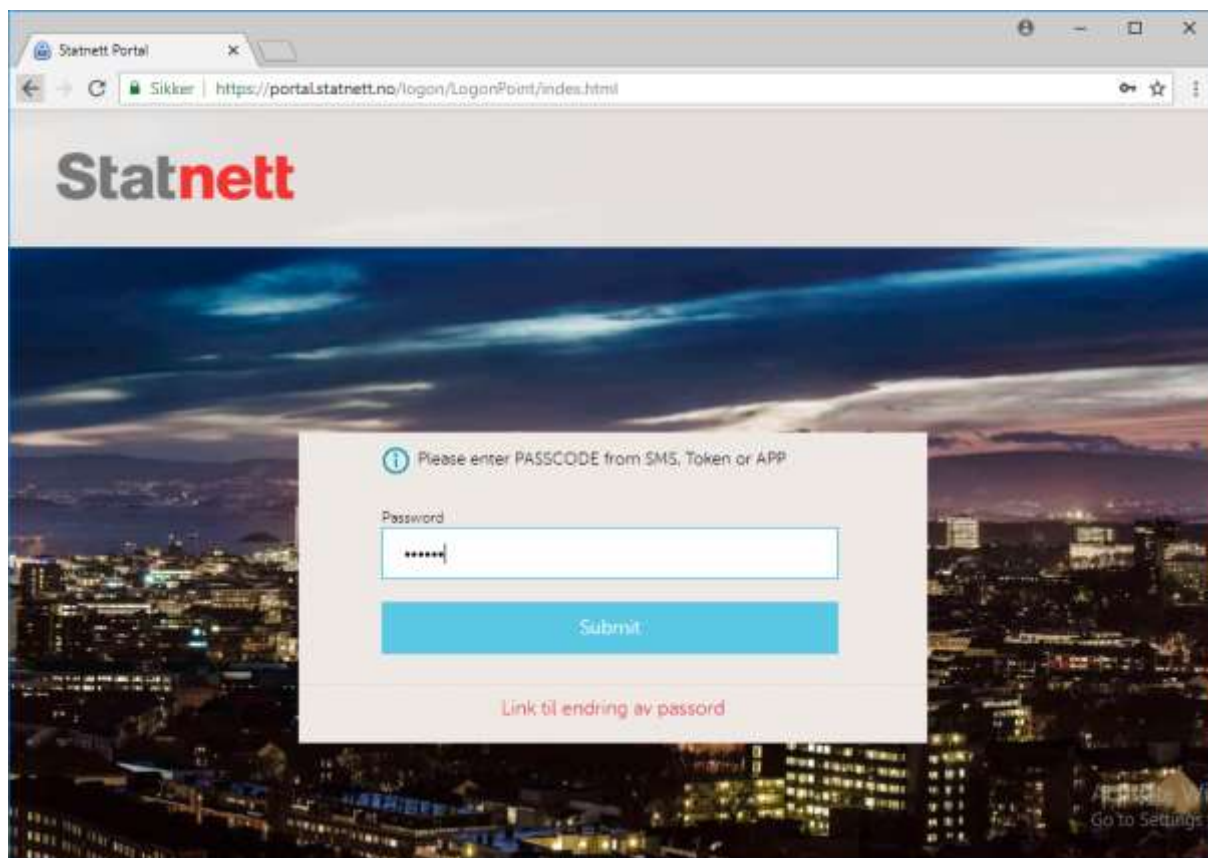 Statnett Portal
Sikker | https://portal.statnett.no/logon/LogonPoint/index.html
Statnett
Please enter PASSCODE from SMS, Token or APP
Password
••••••
Submit
Link til endring av passord
Go to Settings